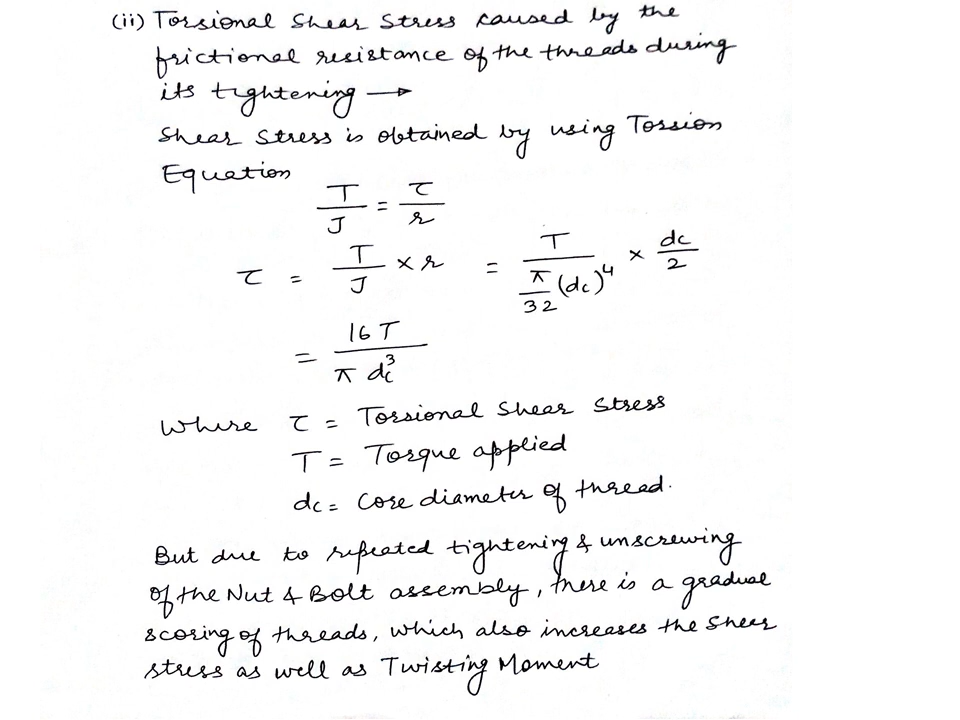 (ii) Torsional Shear Stress caused by the
frictional resistance of the threads during
its tightening →
Shear Stress is obtained by using Torsion
Equation
T/J = τ/r
τ = T/J × r = T / (π/32 (dc)⁴) × dc/2
= 16 T / π dc³
Where τ = Torsional Shear Stress
T = Torque applied
dc = Core diameter of thread.
But due to repeated tightening & unscrewing
of the Nut & Bolt assembly, there is a gradual
scoring of threads, which also increases the Shear
stress as well as Twisting Moment